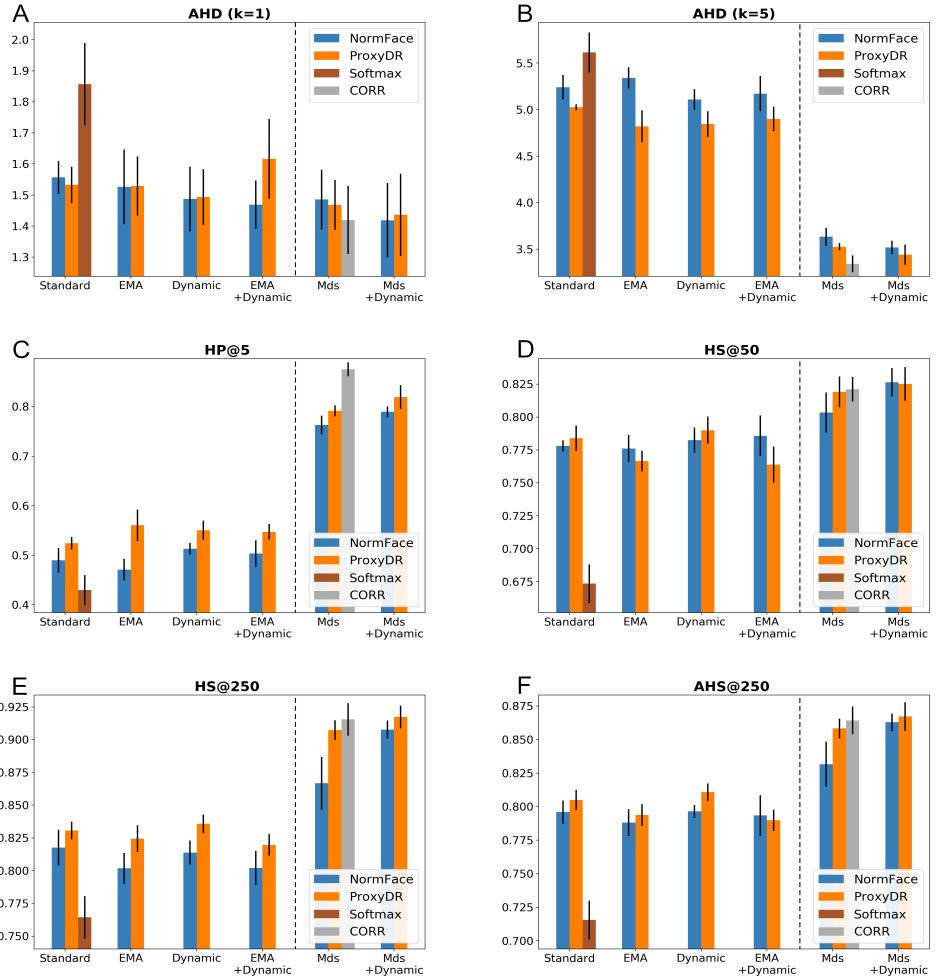 A
AHD (k=1)
2.0
1.9
1.8
1.7
1.6
1.5
1.4
1.3
NormFace
ProxyDR
Softmax
CORR
Standard EMA Dynamic EMA +Dynamic Mds Mds +Dynamic
B
AHD (k=5)
5.5
5.0
4.5
4.0
3.5
NormFace
ProxyDR
Softmax
CORR
Standard EMA Dynamic EMA +Dynamic Mds Mds +Dynamic
C
HP@5
0.8
0.7
0.6
0.5
0.4
NormFace
ProxyDR
Softmax
CORR
Standard EMA Dynamic EMA +Dynamic Mds Mds +Dynamic
D
HS@50
0.825
0.800
0.775
0.750
0.725
0.700
0.675
NormFace
ProxyDR
Softmax
CORR
Standard EMA Dynamic EMA +Dynamic Mds Mds +Dynamic
E
HS@250
0.925
0.900
0.875
0.850
0.825
0.800
0.775
0.750
NormFace
ProxyDR
Softmax
CORR
Standard EMA Dynamic EMA +Dynamic Mds Mds +Dynamic
F
AHS@250
0.875
0.850
0.825
0.800
0.775
0.750
0.725
0.700
NormFace
ProxyDR
Softmax
CORR
Standard EMA Dynamic EMA +Dynamic Mds Mds +Dynamic